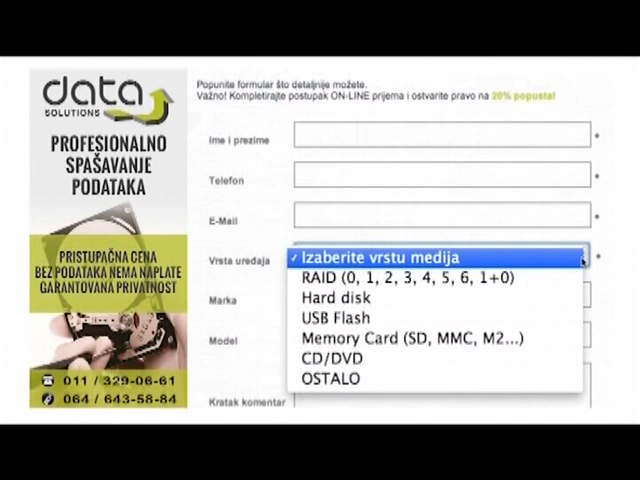 data
SOLUTIONS
PROFESIONALNO
SPAŠAVANJE
PODATAKA
PRISTUPAČNA CENA
BEZ PODATAKA NEMA NAPLATE
GARANTOVANA PRIVATNOST
011 / 329-06-61
064 / 643-58-84
Popunite formular što detaljnije možete.
Važno! Kompletirajte postupak ON-LINE prijema i ostvarite pravo na 20% popusta!
Ime i prezime *
Telefon *
E-Mail *
Vrsta uređaja *
✓ Izaberite vrstu medija
RAID (0, 1, 2, 3, 4, 5, 6, 1+0)
Hard disk
USB Flash
Memory Card (SD, MMC, M2...)
CD/DVD
OSTALO
Marka *
Model *
Kratak komentar *